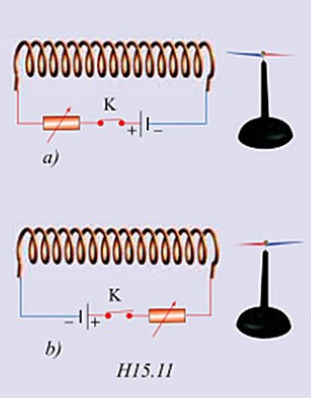 K
+ −
a)
K
− +
b)
H15.11